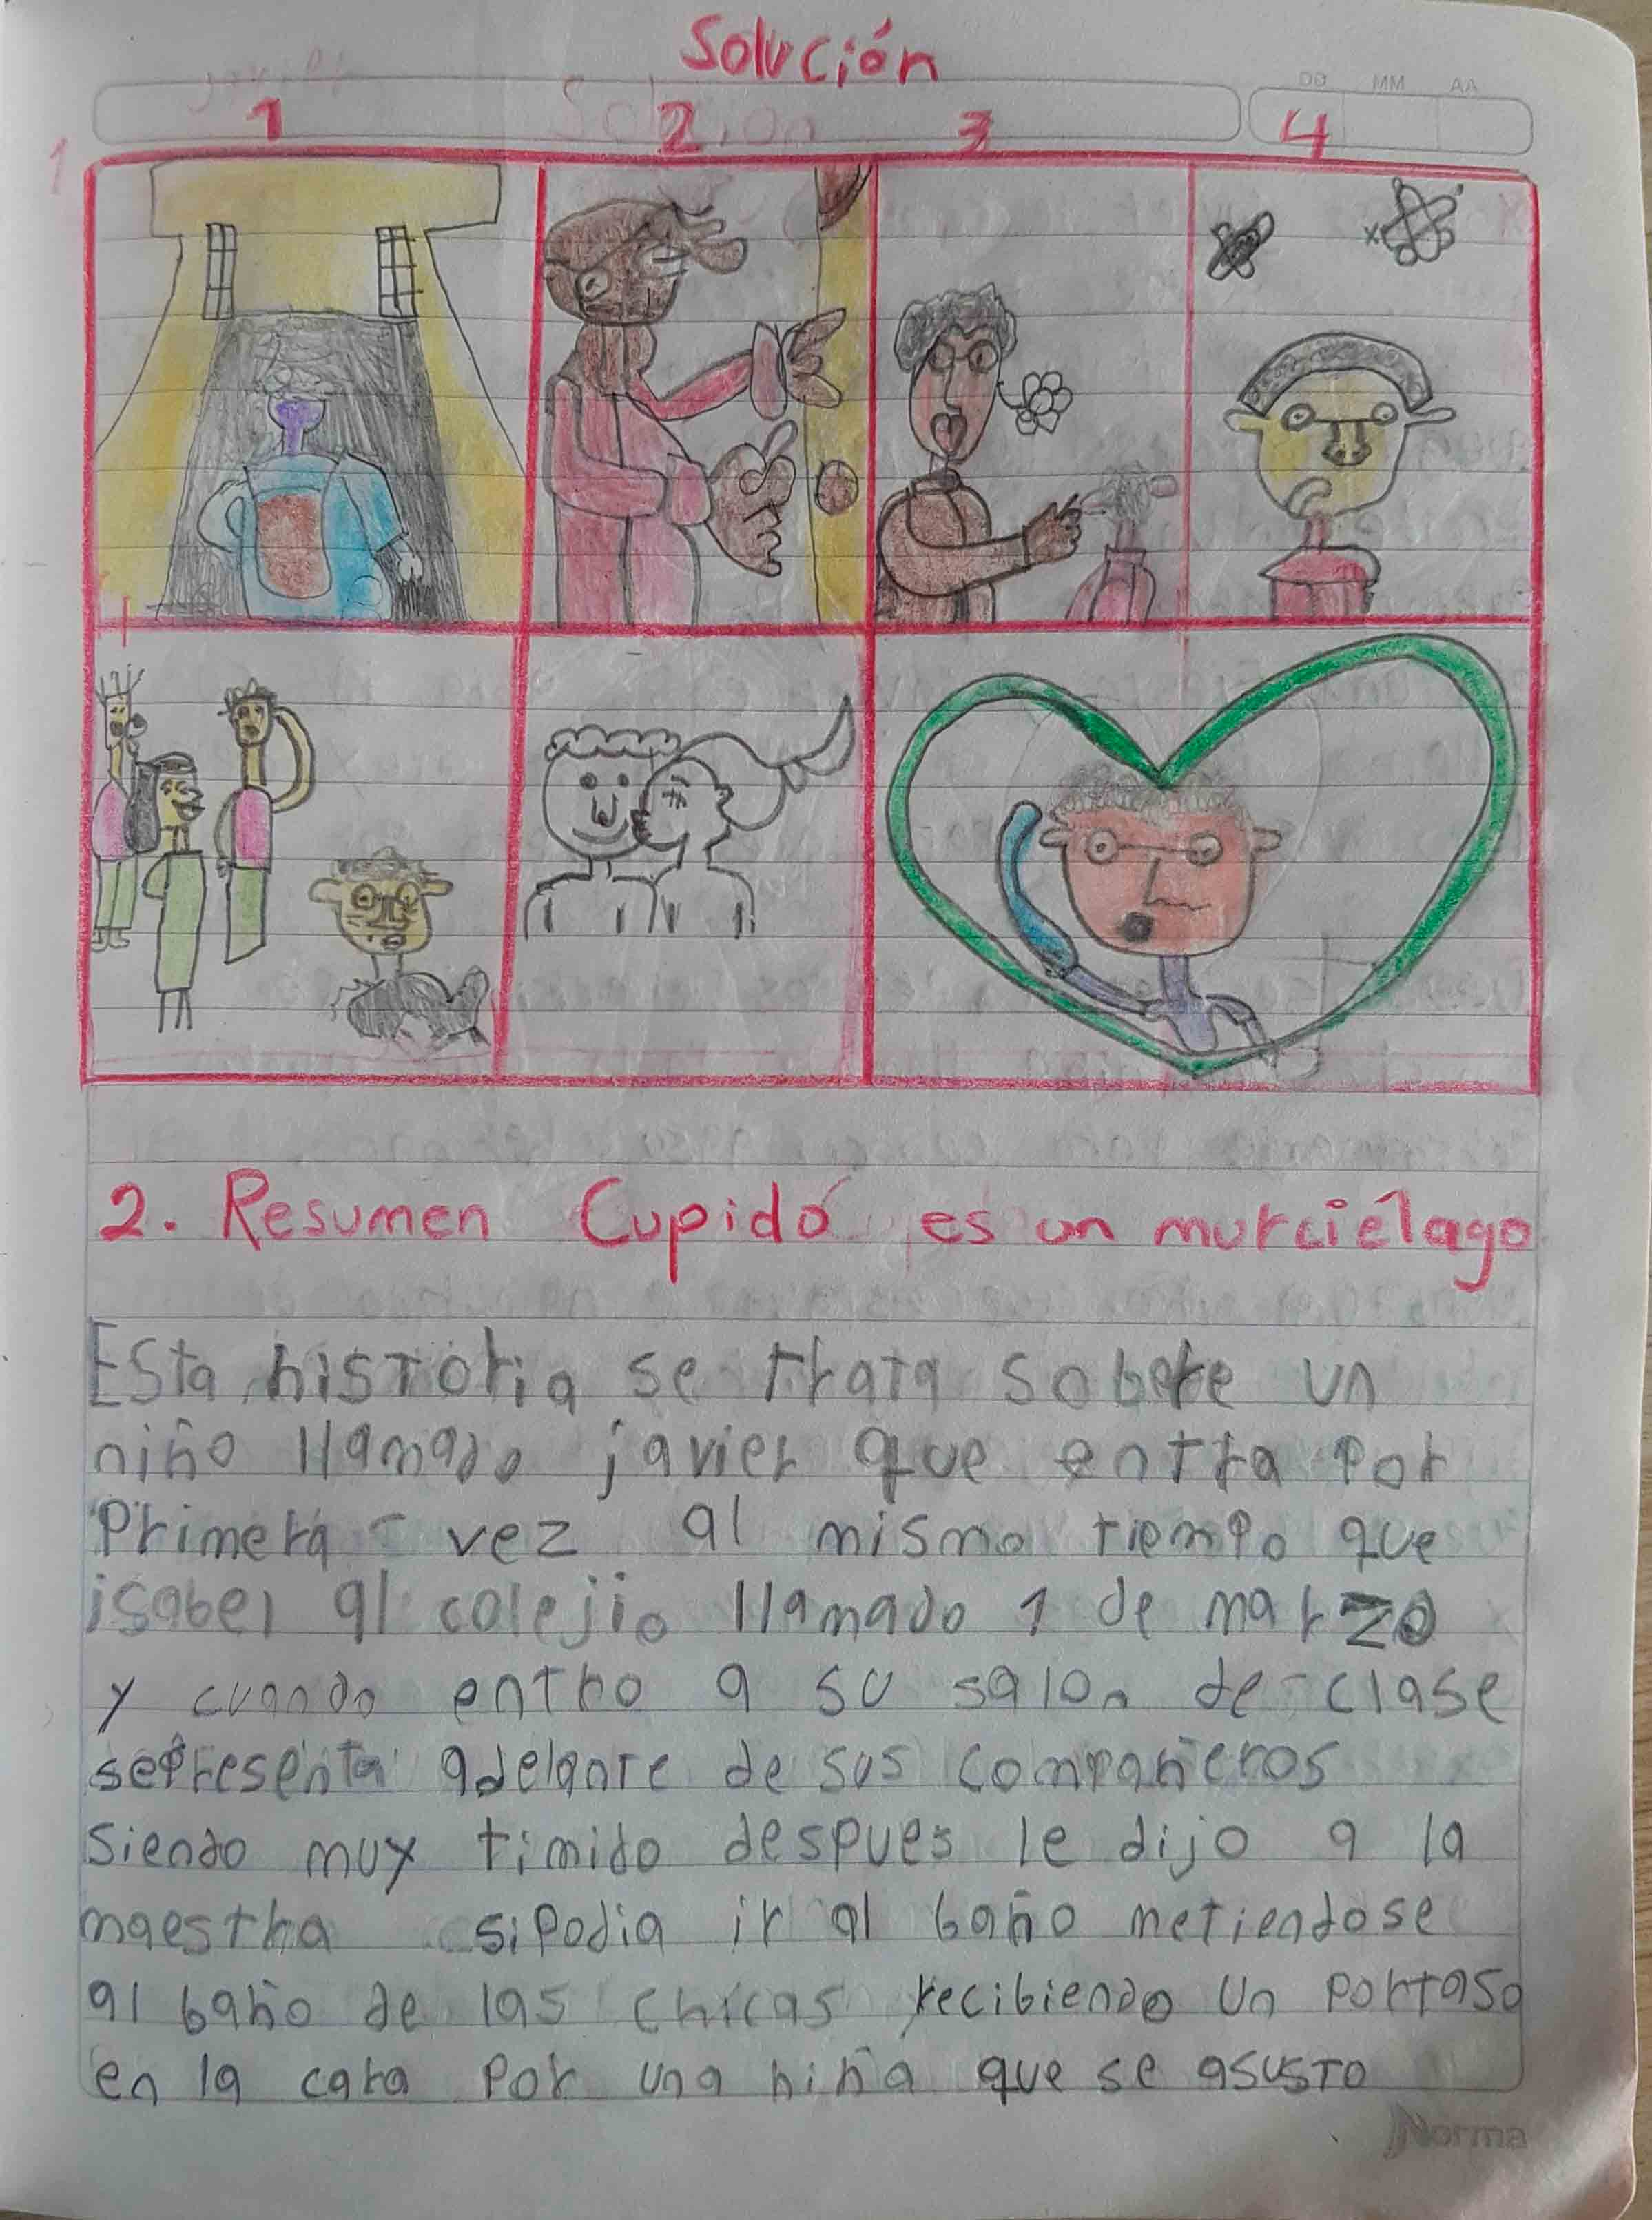 Solución
DD MM AA
1 2 3 4
1
2. Resumen Cupido es un murciélago
Esta historia se trata sobre un
niño llamado javier que entra por
Primera vez al mismo tiempo que
isabel al colejio llamado 1 de marzo
y cuando entro a su salon de-clase
sepresenta adelante de sus compañeros
siendo muy timido despues le dijo a la
maestra sipodia ir al baño metiendose
al baño de las chicas recibiendo un portaso
en la cara por una niña que se asusto
Norma